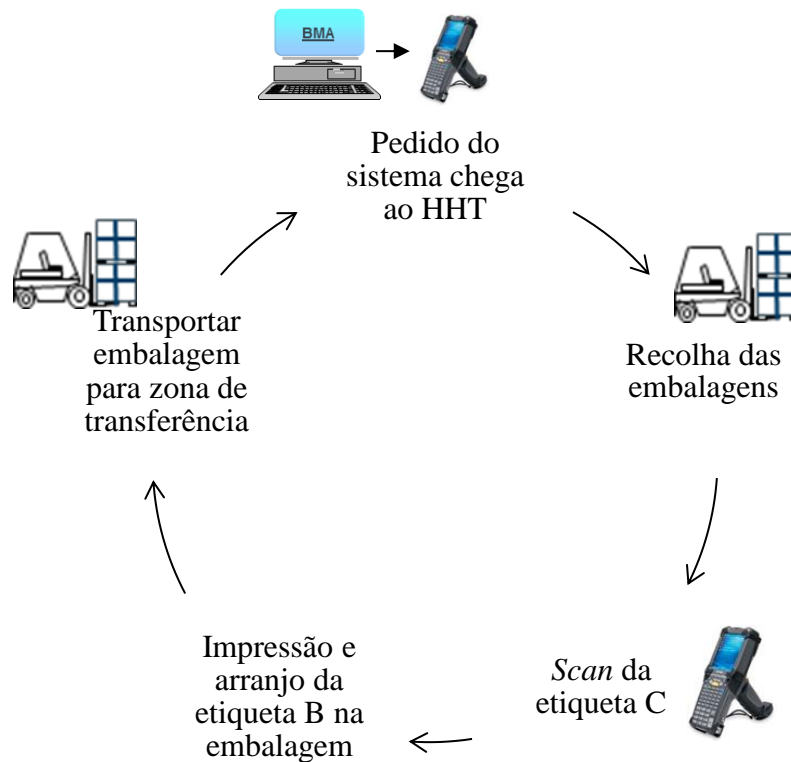 BMA
Pedido do
sistema chega
ao HHT
Recolha das
embalagens
Scan da
etiqueta C
Impressão e
arranjo da
etiqueta B na
embalagem
Transportar
embalagem
para zona de
transferência